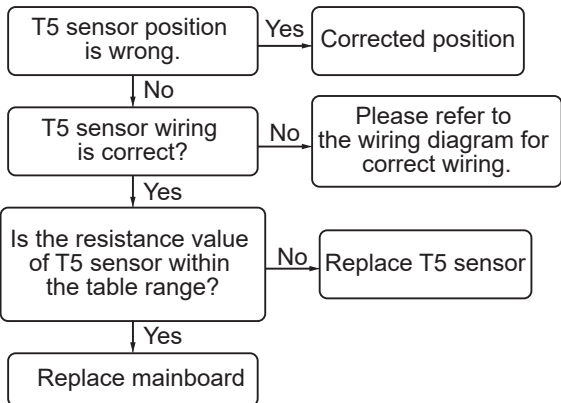 T5 sensor position
is wrong.
Yes
Corrected position
No
T5 sensor wiring
is correct?
No
Please refer to
the wiring diagram for
correct wiring.
Yes
Is the resistance value
of T5 sensor within
the table range?
No
Replace T5 sensor
Yes
Replace mainboard